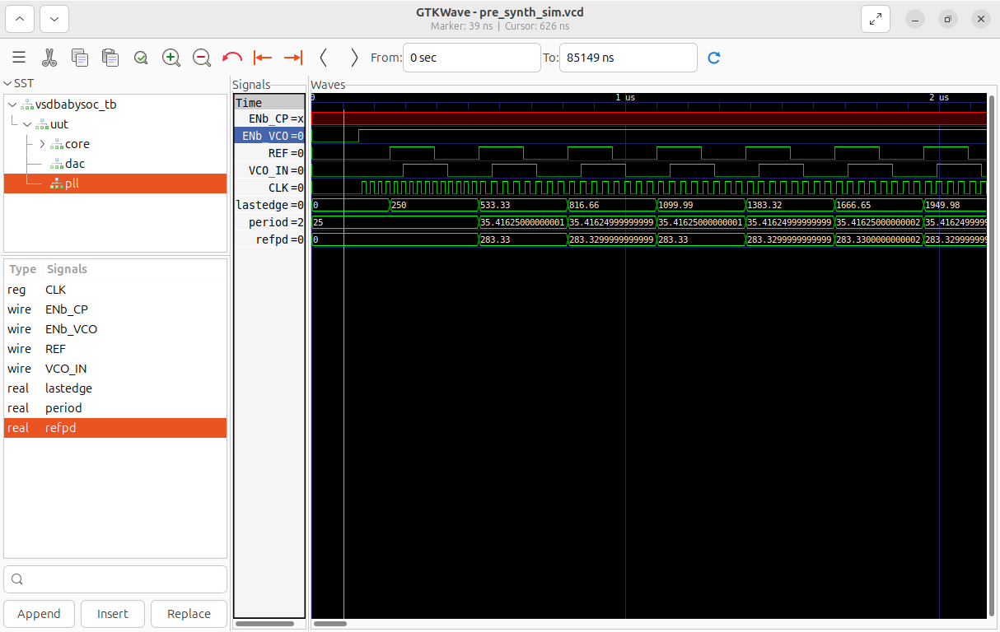 GTKWave - pre_synth_sim.vcd
Marker: 39 ns | Cursor: 626 ns
From: 0 sec To: 85149 ns
SST
vsdbabysoc_tb
uut
core
dac
pll
Type Signals
reg CLK
wire ENb_CP
wire ENb_VCO
wire REF
wire VCO_IN
real lastedge
real period
real refpd
Append Insert Replace
Signals
Time
ENb_CP=x
ENb_VCO=0
REF=0
VCO_IN=0
CLK=0
lastedge=0
period=2
refpd=0
Waves
0 1 us 2 us
0 250 533.33 816.66 1099.99 1383.32 1666.65 1949.98
25 35.41625000000001 35.41624999999999 35.41625000000001 35.41624999999999 35.41625000000002 35.4162499999
0 283.33 283.3299999999999 283.33 283.3299999999999 283.3300000000002 283.329999999